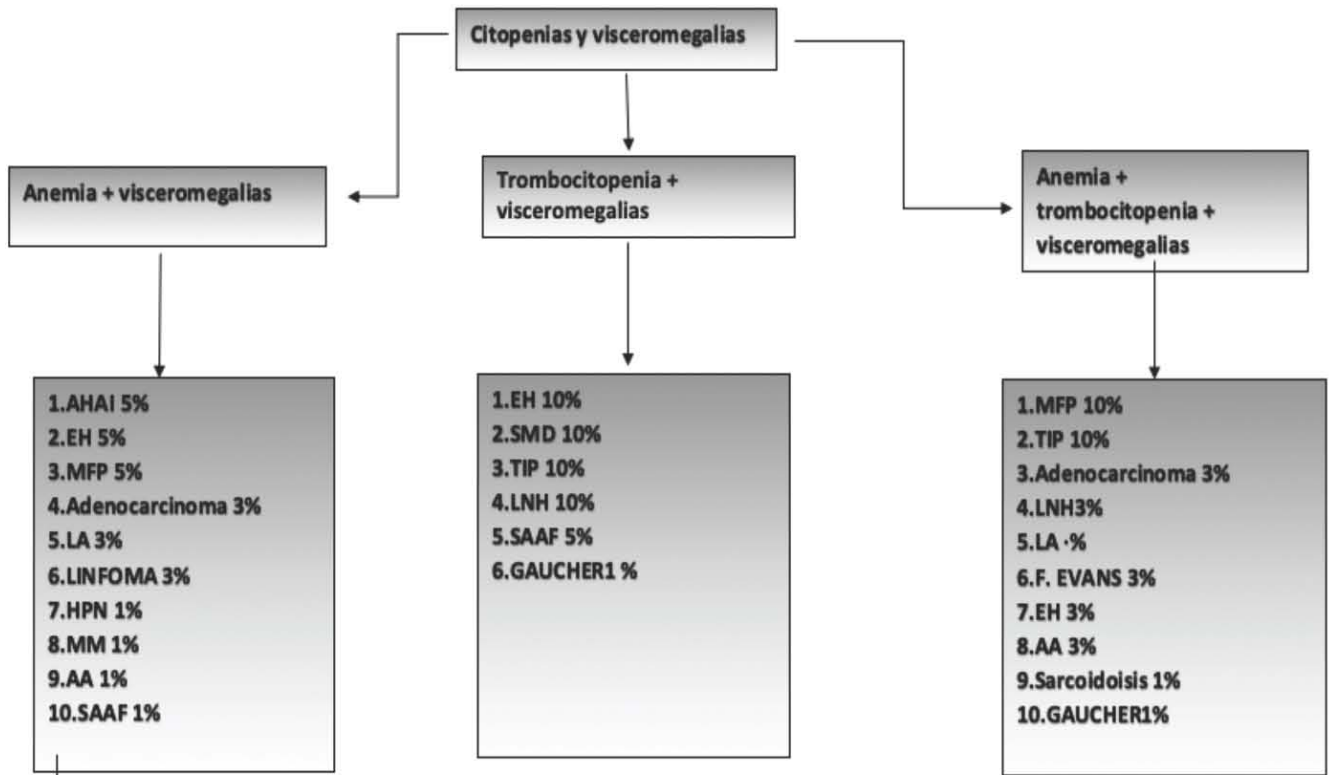 Citopenias y visceromegalias
Anemia + visceromegalias
Trombocitopenia +
visceromegalias
Anemia +
trombocitopenia +
visceromegalias
1.AHAI 5%
2.EH 5%
3.MFP 5%
4.Adenocarcinoma 3%
5.LA 3%
6.LINFOMA 3%
7.HPN 1%
8.MM 1%
9.AA 1%
10.SAAF 1%
1.EH 10%
2.SMD 10%
3.TIP 10%
4.LNH 10%
5.SAAF 5%
6.GAUCHER1 %
1.MFP 10%
2.TIP 10%
3.Adenocarcinoma 3%
4.LNH3%
5.LA ·%
6.F. EVANS 3%
7.EH 3%
8.AA 3%
9.Sarcoidoisis 1%
10.GAUCHER1%